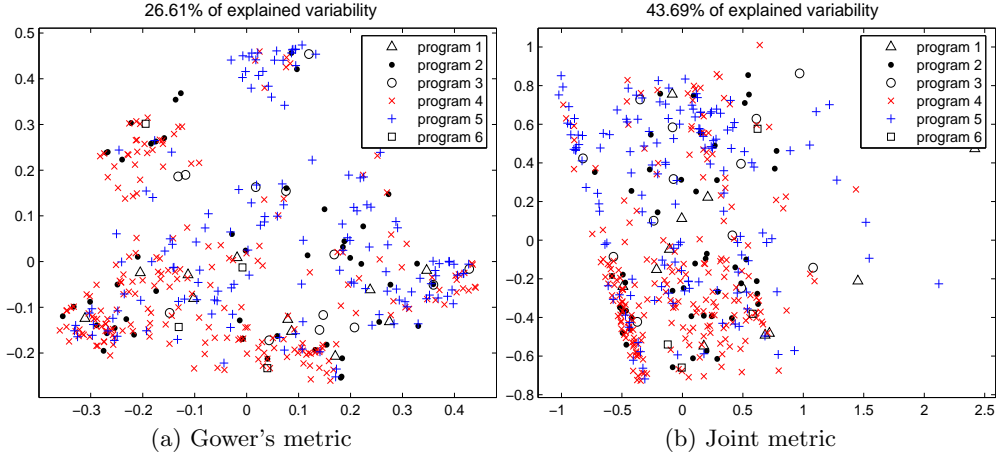 26.61% of explained variability
0.5
0.4
0.3
0.2
0.1
0
−0.1
−0.2
−0.3
−0.2
−0.1
0
0.1
0.2
0.3
0.4
program 1
program 2
program 3
program 4
program 5
program 6
(a) Gower's metric
43.69% of explained variability
1
0.8
0.6
0.4
0.2
0
−0.2
−0.4
−0.6
−0.8
−1
−0.5
0
0.5
1
1.5
2
2.5
program 1
program 2
program 3
program 4
program 5
program 6
(b) Joint metric